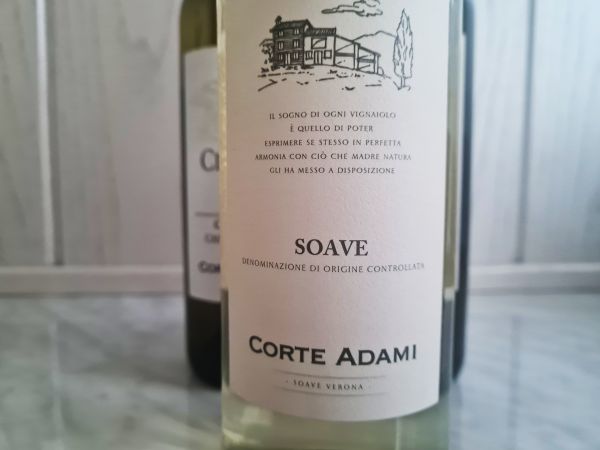 IL SOGNO DI OGNI VIGNAIOLO
È QUELLO DI POTER
ESPRIMERE SE STESSO IN PERFETTA
ARMONIA CON CIÒ CHE MADRE NATURA
GLI HA MESSO A DISPOSIZIONE
SOAVE
DENOMINAZIONE DI ORIGINE CONTROLLATA
CORTE ADAMI
- SOAVE VERONA -